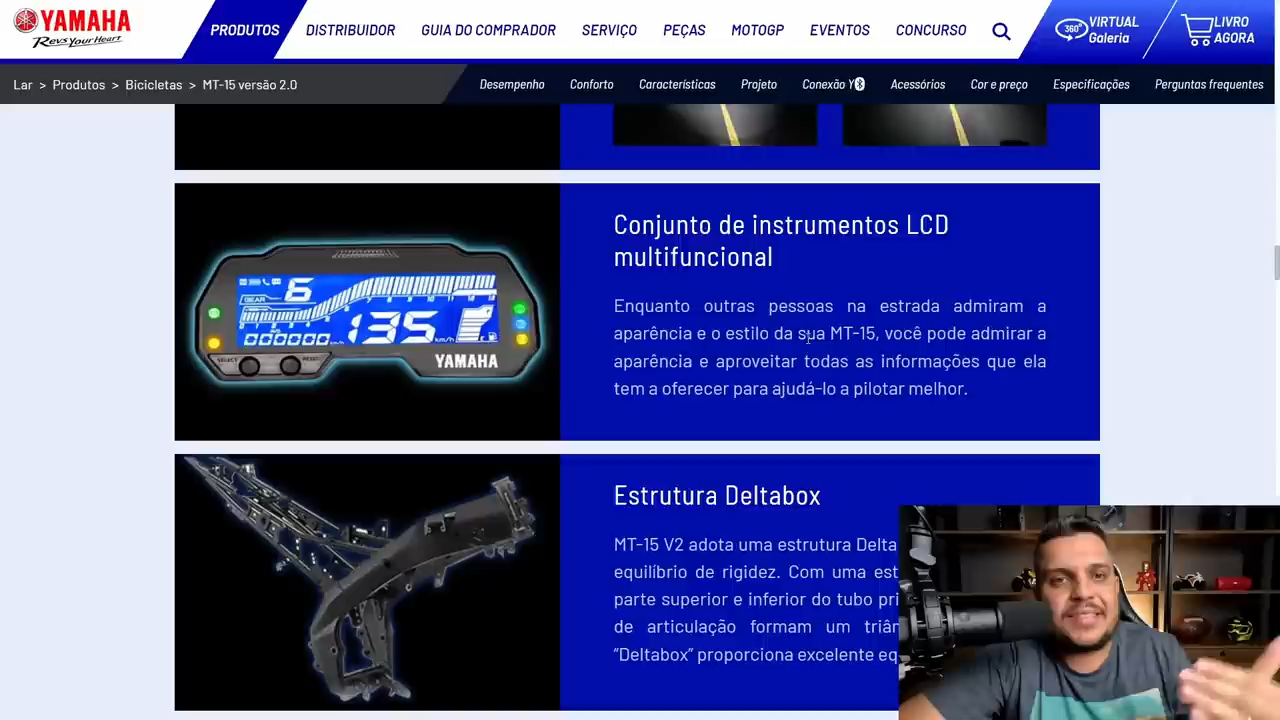 YAMAHA
Revs Your Heart
PRODUTOS
DISTRIBUIDOR
GUIA DO COMPRADOR
SERVIÇO
PEÇAS
MOTOGP
EVENTOS
CONCURSO
360°
VIRTUAL
Galeria
LIVRO
AGORA
Lar > Produtos > Bicicletas > MT-15 versão 2.0
Desempenho
Conforto
Características
Projeto
Conexão Y
Acessórios
Cor e preço
Especificações
Perguntas frequentes
Conjunto de instrumentos LCD
multifuncional
Enquanto outras pessoas na estrada admiram a
aparência e o estilo da sua MT-15, você pode admirar a
aparência e aproveitar todas as informações que ela
tem a oferecer para ajudá-lo a pilotar melhor.
GEAR 6
135 km/h
SELECT
RESET
YAMAHA
Estrutura Deltabox
MT-15 V2 adota uma estrutura Delta
equilíbrio de rigidez. Com uma est
parte superior e inferior do tubo pri
de articulação formam um triân
"Deltabox" proporciona excelente eq